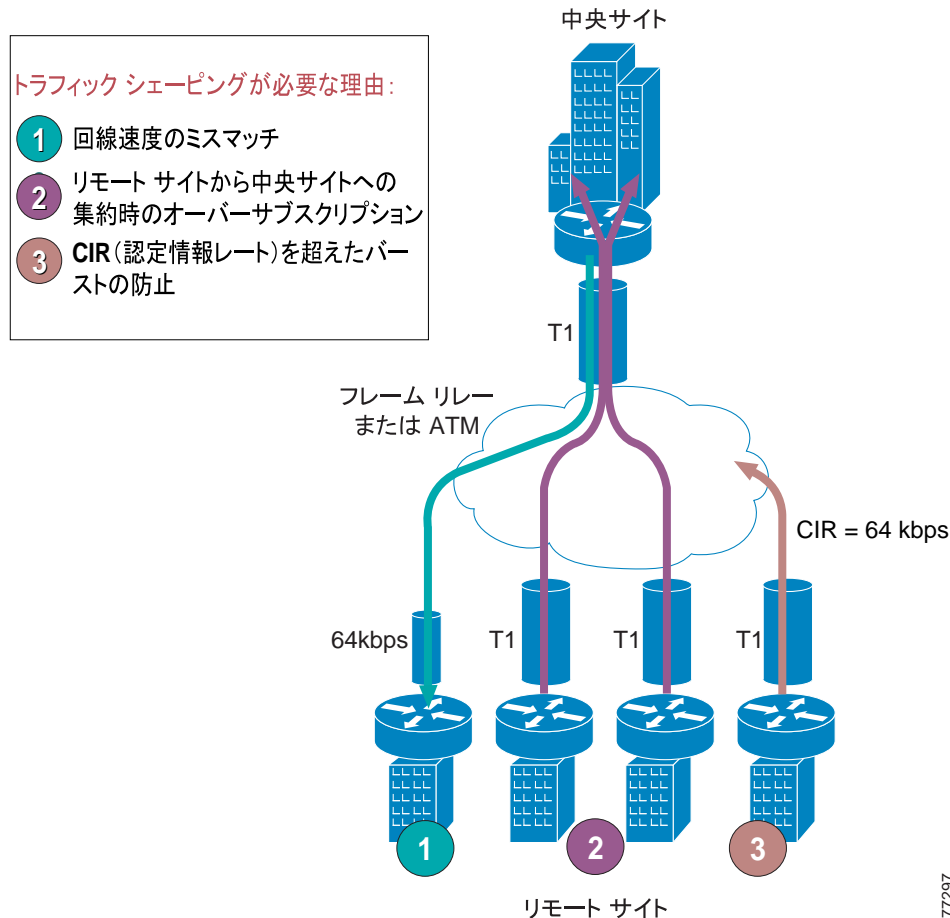 中央サイト
トラフィック シェーピングが必要な理由:
1 回線速度のミスマッチ
2 リモート サイトから中央サイトへの
集約時のオーバーサブスクリプション
3 CIR(認定情報レート)を超えたバー
ストの防止
T1
フレーム リレー
または ATM
CIR = 64 kbps
64kbps
T1
T1
T1
1
2
3
リモート サイト
77297